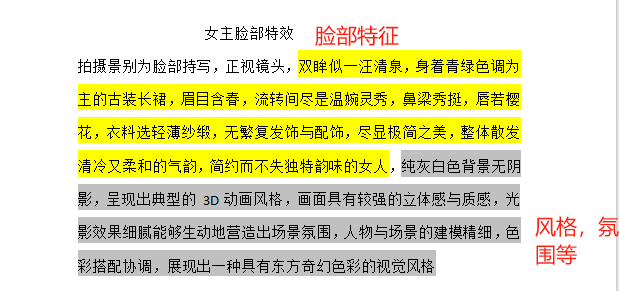 女主脸部特效
脸部特征
拍摄景别为脸部持写，正视镜头，双眸似一汪清泉，身着青绿色调为
主的古装长裙，眉目含春，流转间尽是温婉灵秀，鼻梁秀挺，唇若樱
花，衣料选轻薄纱缎，无繁复发饰与配饰，尽显极简之美，整体散发
清冷又柔和的气韵，简约而不失独特韵味的女人，纯灰白色背景无阴
影，呈现出典型的 3D 动画风格，画面具有较强的立体感与质感，光
影效果细腻能够生动地营造出场景氛围，人物与场景的建模精细，色
彩搭配协调，展现出一种具有东方奇幻色彩的视觉风格
风格，氛
围等